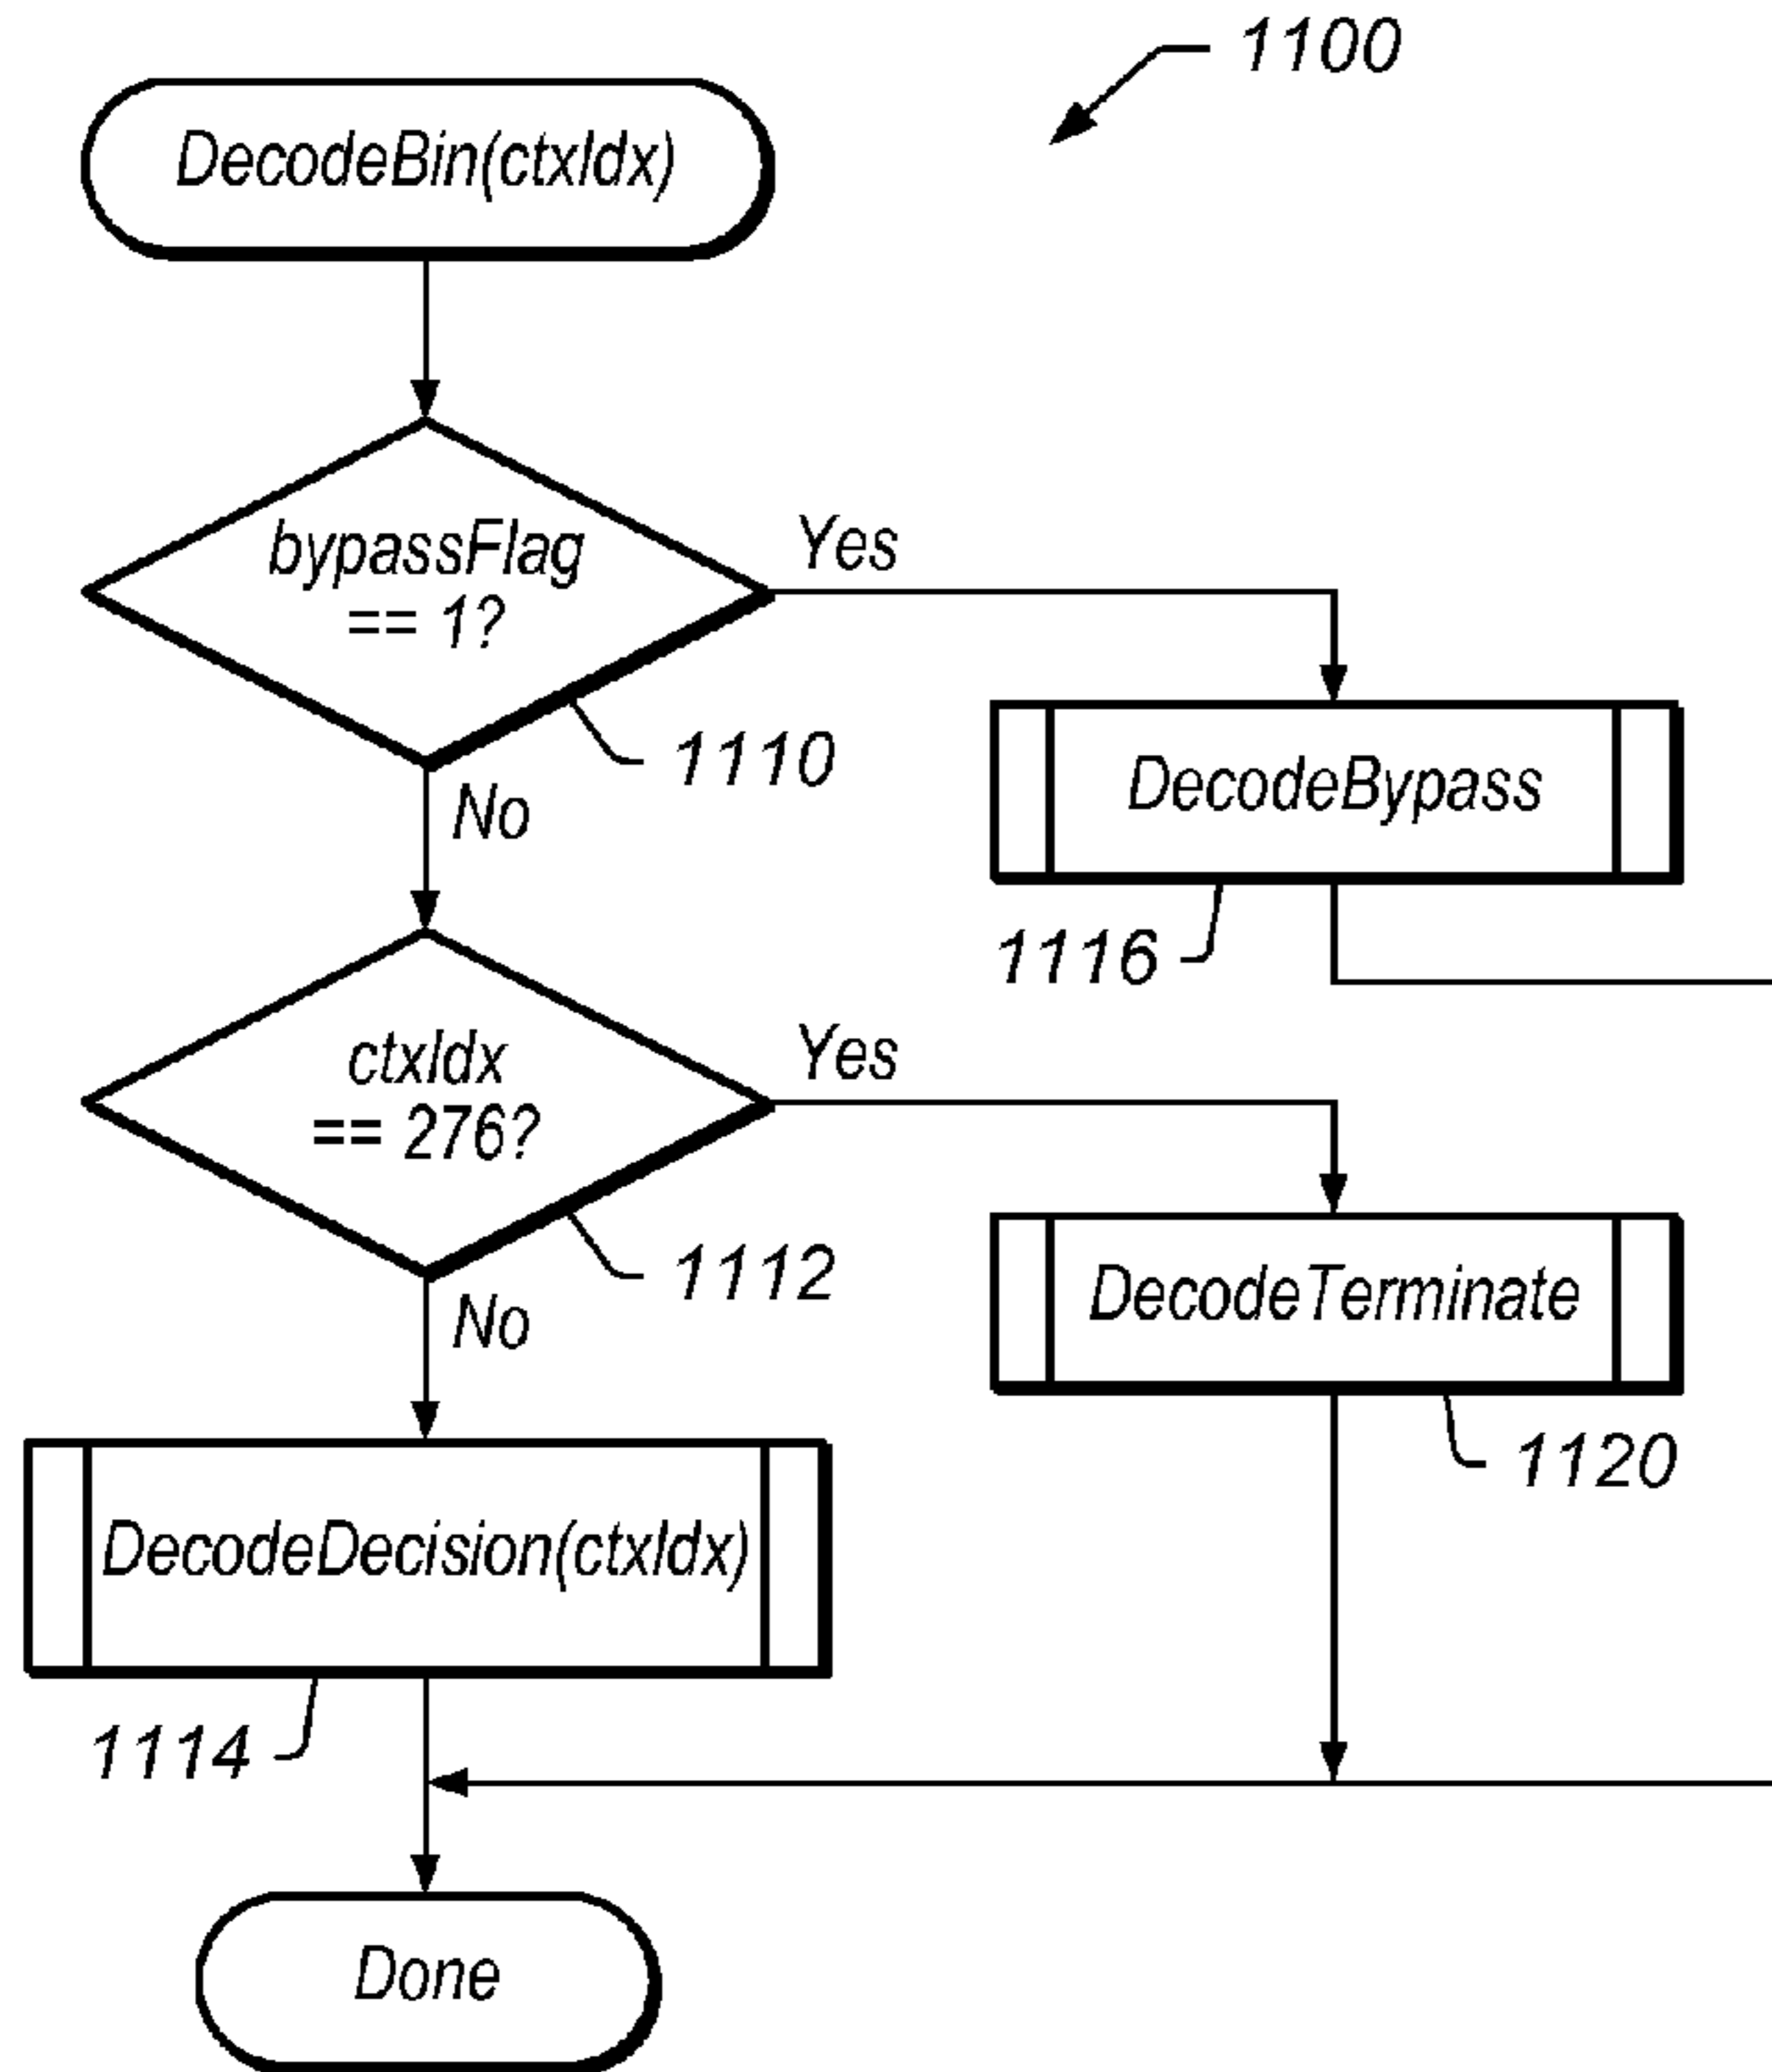 1100
DecodeBin(ctxIdx)
bypassFlag
== 1?
Yes
1110
No
DecodeBypass
1116
ctxIdx
== 276?
Yes
1112
No
DecodeTerminate
1120
DecodeDecision(ctxIdx)
1114
Done